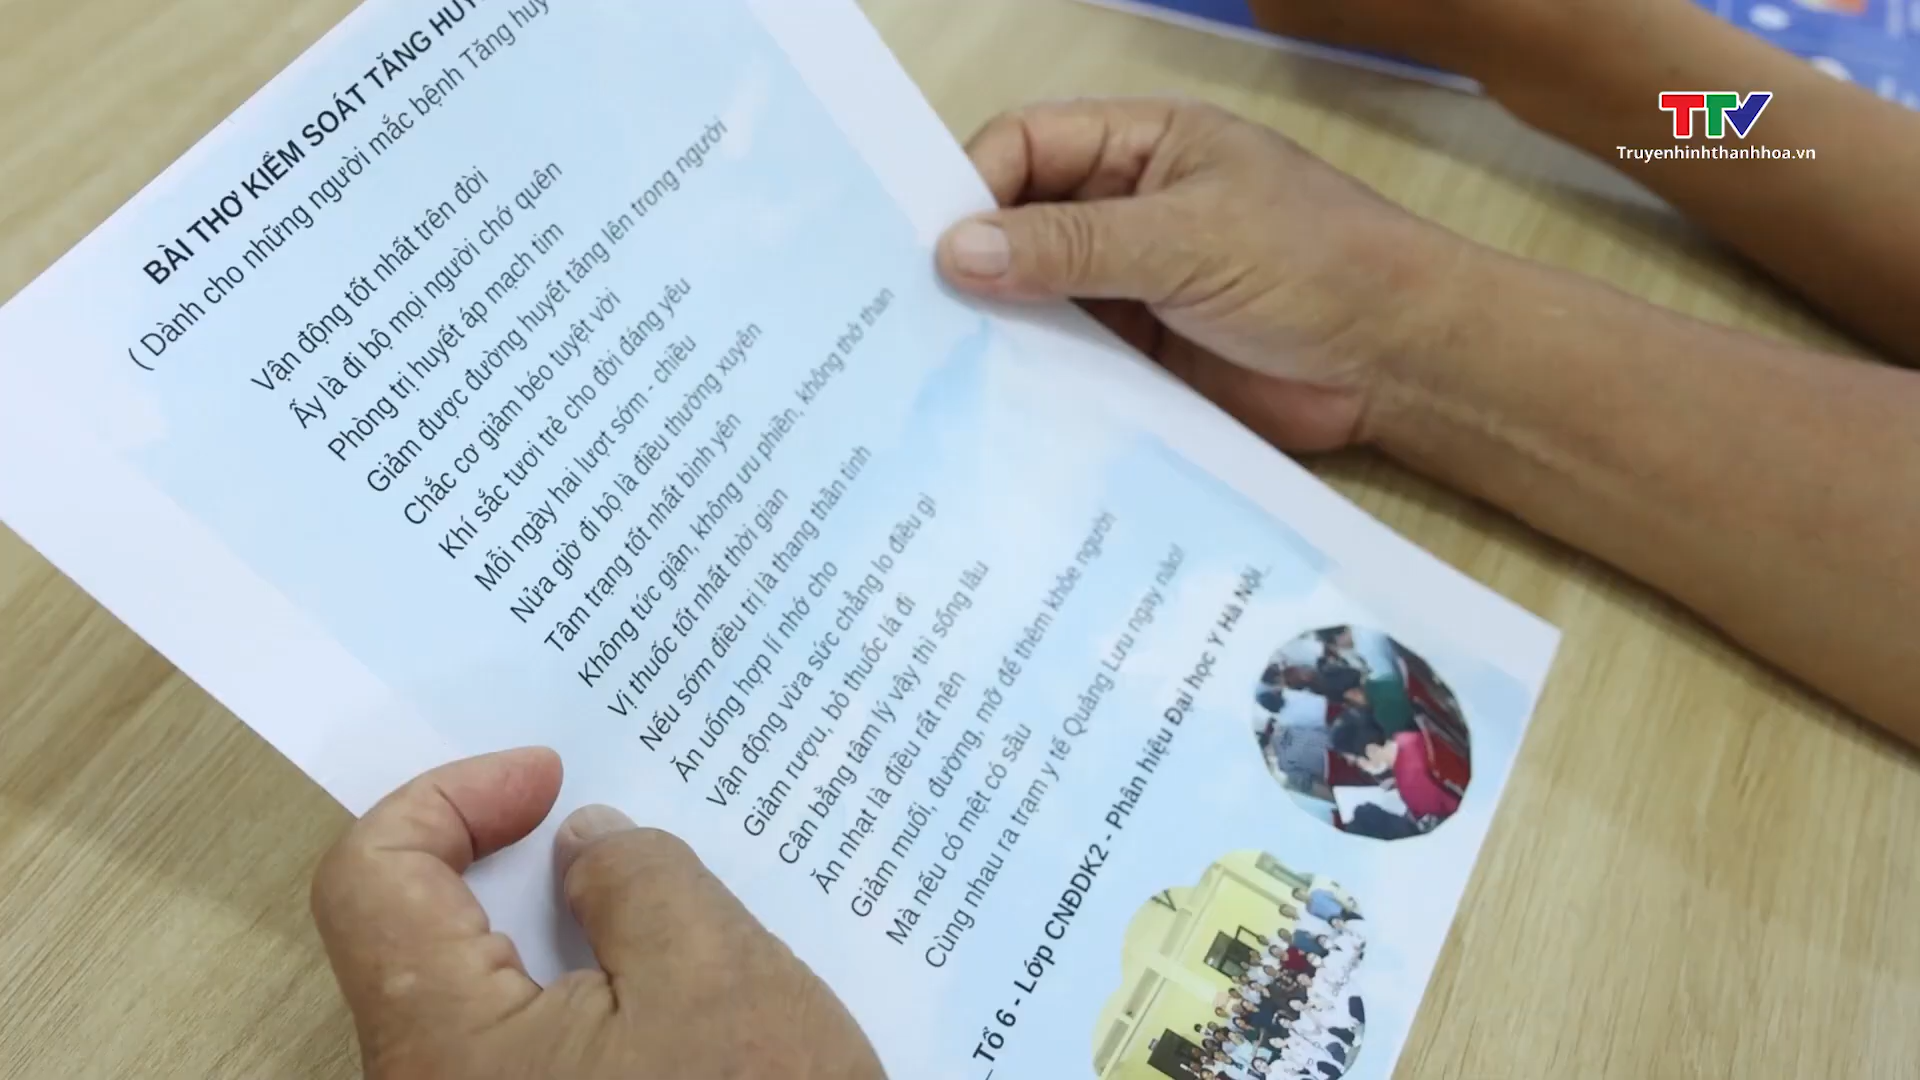 TTV
Truyenhinhthanhhoa.vn
BÀI THƠ KIỂM SOÁT TĂNG
( Dành cho những người mắc bệnh Tăng
Vận động tốt nhất trên đời
Ấy là đi bộ mọi người chớ quên
Phòng trị huyết áp mạch tim
Giảm được đường huyết tăng lên trong người
Chắc cơ giảm béo tuyệt vời
Khí sắc tươi trẻ cho đời đáng yêu
Mỗi ngày hai lượt sớm - chiều
Nửa giờ đi bộ là điều thường xuyên
Tâm trạng tốt nhất bình yên
Không tức giận, không ưu phiền, không thở than
Vị thuốc tốt nhất thời gian
Nếu sớm điều trị là thang thần tình
Ăn uống hợp lí nhớ cho
Vận động vừa sức chẳng lo điều gì
Giảm rượu, bỏ thuốc lá đi
Cân bằng tâm lý vậy thì sống lâu
Ăn nhạt là điều rất nên
Giảm muối, đường, mỡ để thêm khỏe người
Mà nếu có mệt có sầu
Cùng nhau ra trạm y tế Quảng Lưu ngay nào!
_ Tổ 6 - Lớp CNĐDK2 - Phân hiệu Đại học Y Hà Nội_